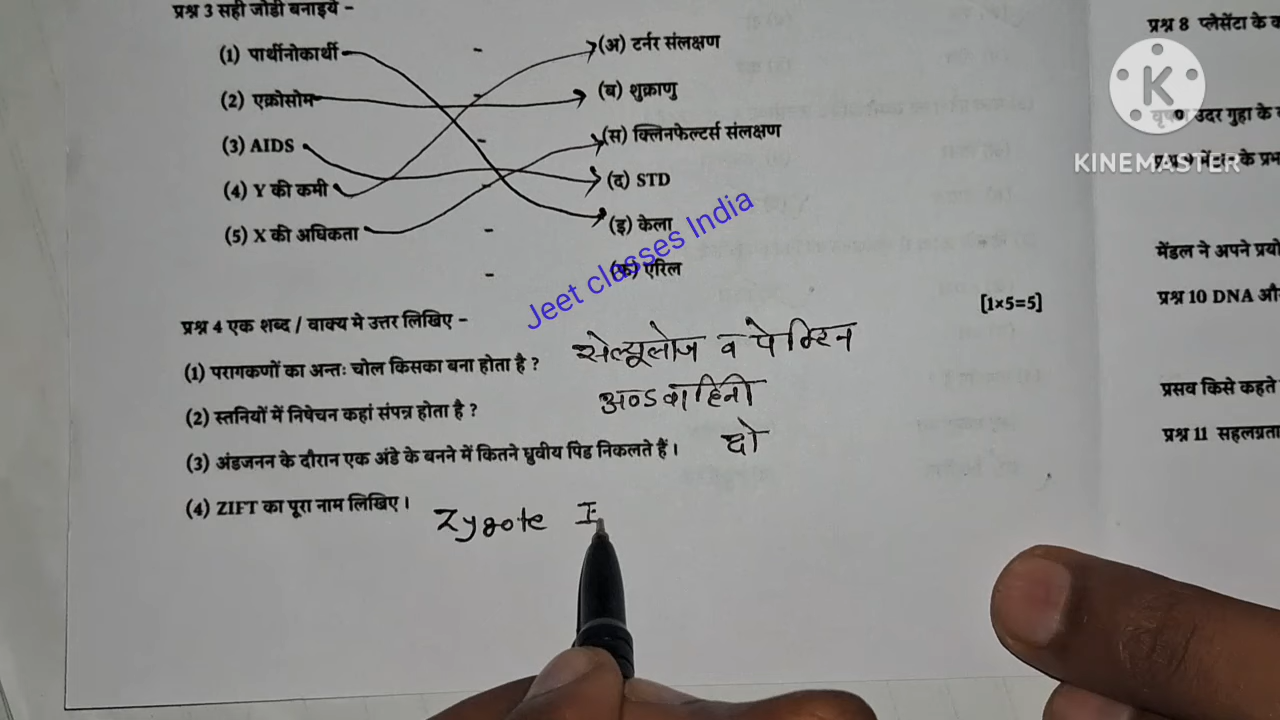 प्रश्न 3 सही जोडी बनाइये -
(1) पार्थीनोकार्थी - (अ) टर्नर संलक्षण
(2) एक्रोसोम - (ब) शुक्राणु
(3) AIDS - (स) क्लिनफेल्टर्स संलक्षण
(4) Y की कमी - (द) STD
(5) X की अधिकता - (इ) केला
- (फ) एरिल
Jeet classes India
[1×5=5]
प्रश्न 4 एक शब्द / वाक्य मे उत्तर लिखिए -
(1) परागकणों का अन्तः चोल किसका बना होता है ? सेल्यूलोज व पेक्टिन
(2) स्तनियों में निषेचन कहां संपन्न होता है ? अण्डवाहिनी
(3) अंडजनन के दौरान एक अंडे के बनने में कितने ध्रुवीय पिंड निकलते हैं। दो
(4) ZIFT का पूरा नाम लिखिए। Zygote I
प्रश्न 8 प्लेसेंटा के
उदर गुहा के
KINEMASTER
मेंडल ने अपने
प्रश्न 10 DNA
प्रसव किसे कहते
प्रश्न 11 सहलग्नता